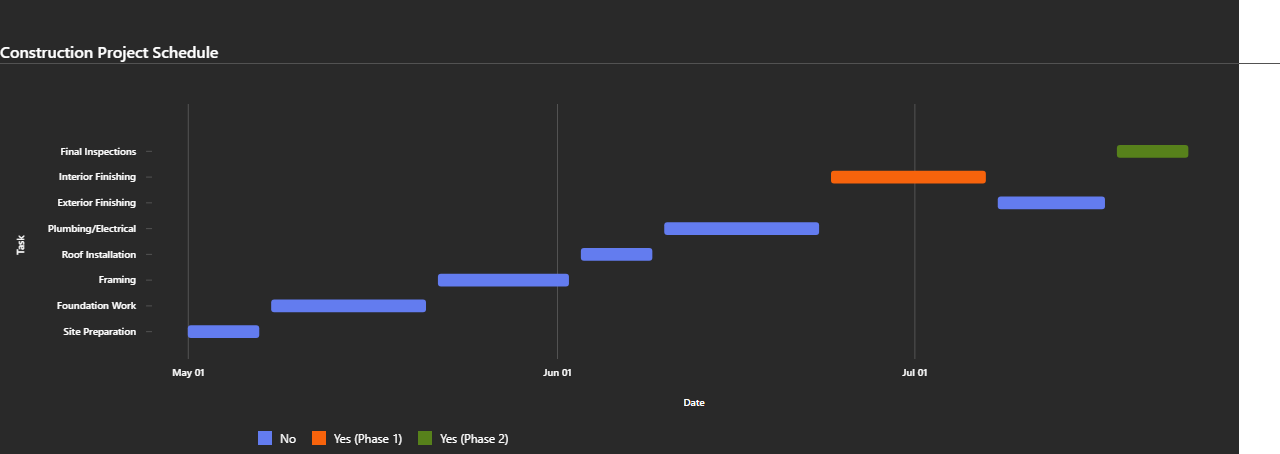 Construction Project Schedule
Final Inspections
Interior Finishing
Exterior Finishing
Plumbing/Electrical
Roof Installation
Framing
Foundation Work
Site Preparation
Task
May 01
Jun 01
Jul 01
Date
No
Yes (Phase 1)
Yes (Phase 2)